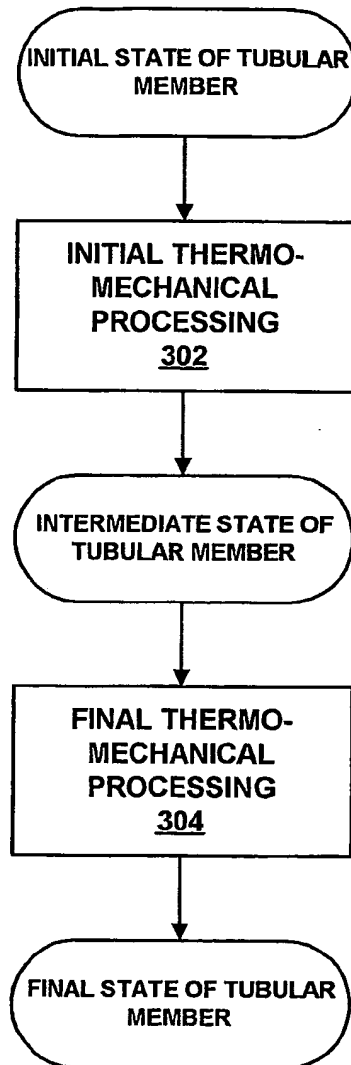 INITIAL STATE OF TUBULAR
MEMBER
INITIAL THERMO-
MECHANICAL
PROCESSING
302
INTERMEDIATE STATE OF
TUBULAR MEMBER
FINAL THERMO-
MECHANICAL
PROCESSING
304
FINAL STATE OF TUBULAR
MEMBER